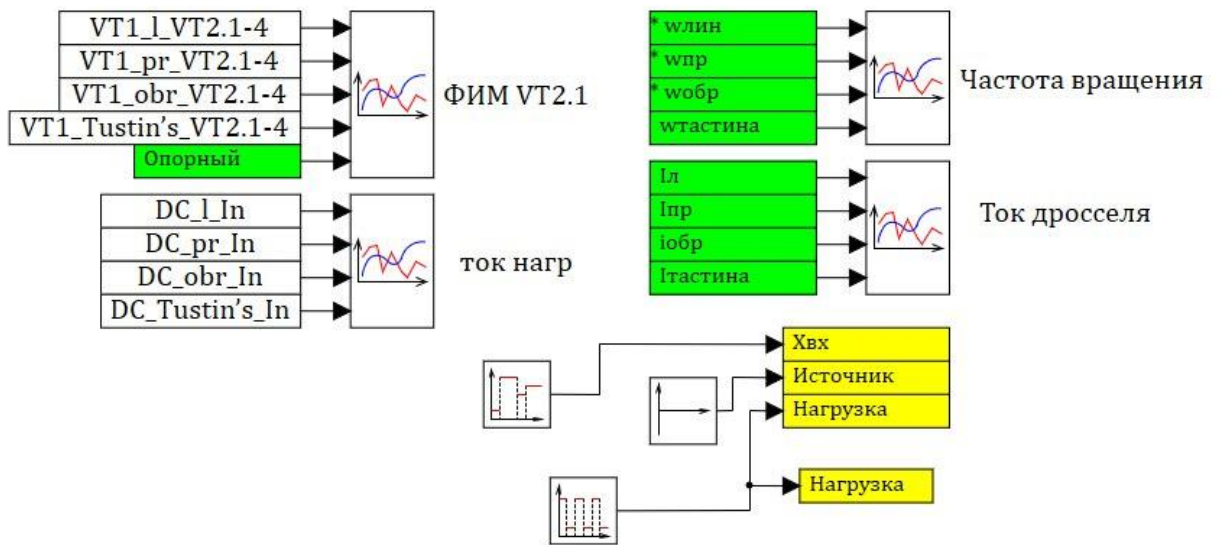 VT1_l_VT2.1-4
VT1_pr_VT2.1-4
VT1_obr_VT2.1-4
VT1_Tustin's_VT2.1-4
Опорный
ФИМ VT2.1
DC_l_In
DC_pr_In
DC_obr_In
DC_Tustin's_In
ток нагр
* wлин
* wпр
* wобр
wтастина
Частота вращения
Iл
Iпр
iобр
Iтастина
Ток дросселя
Xвх
Источник
Нагрузка
Нагрузка